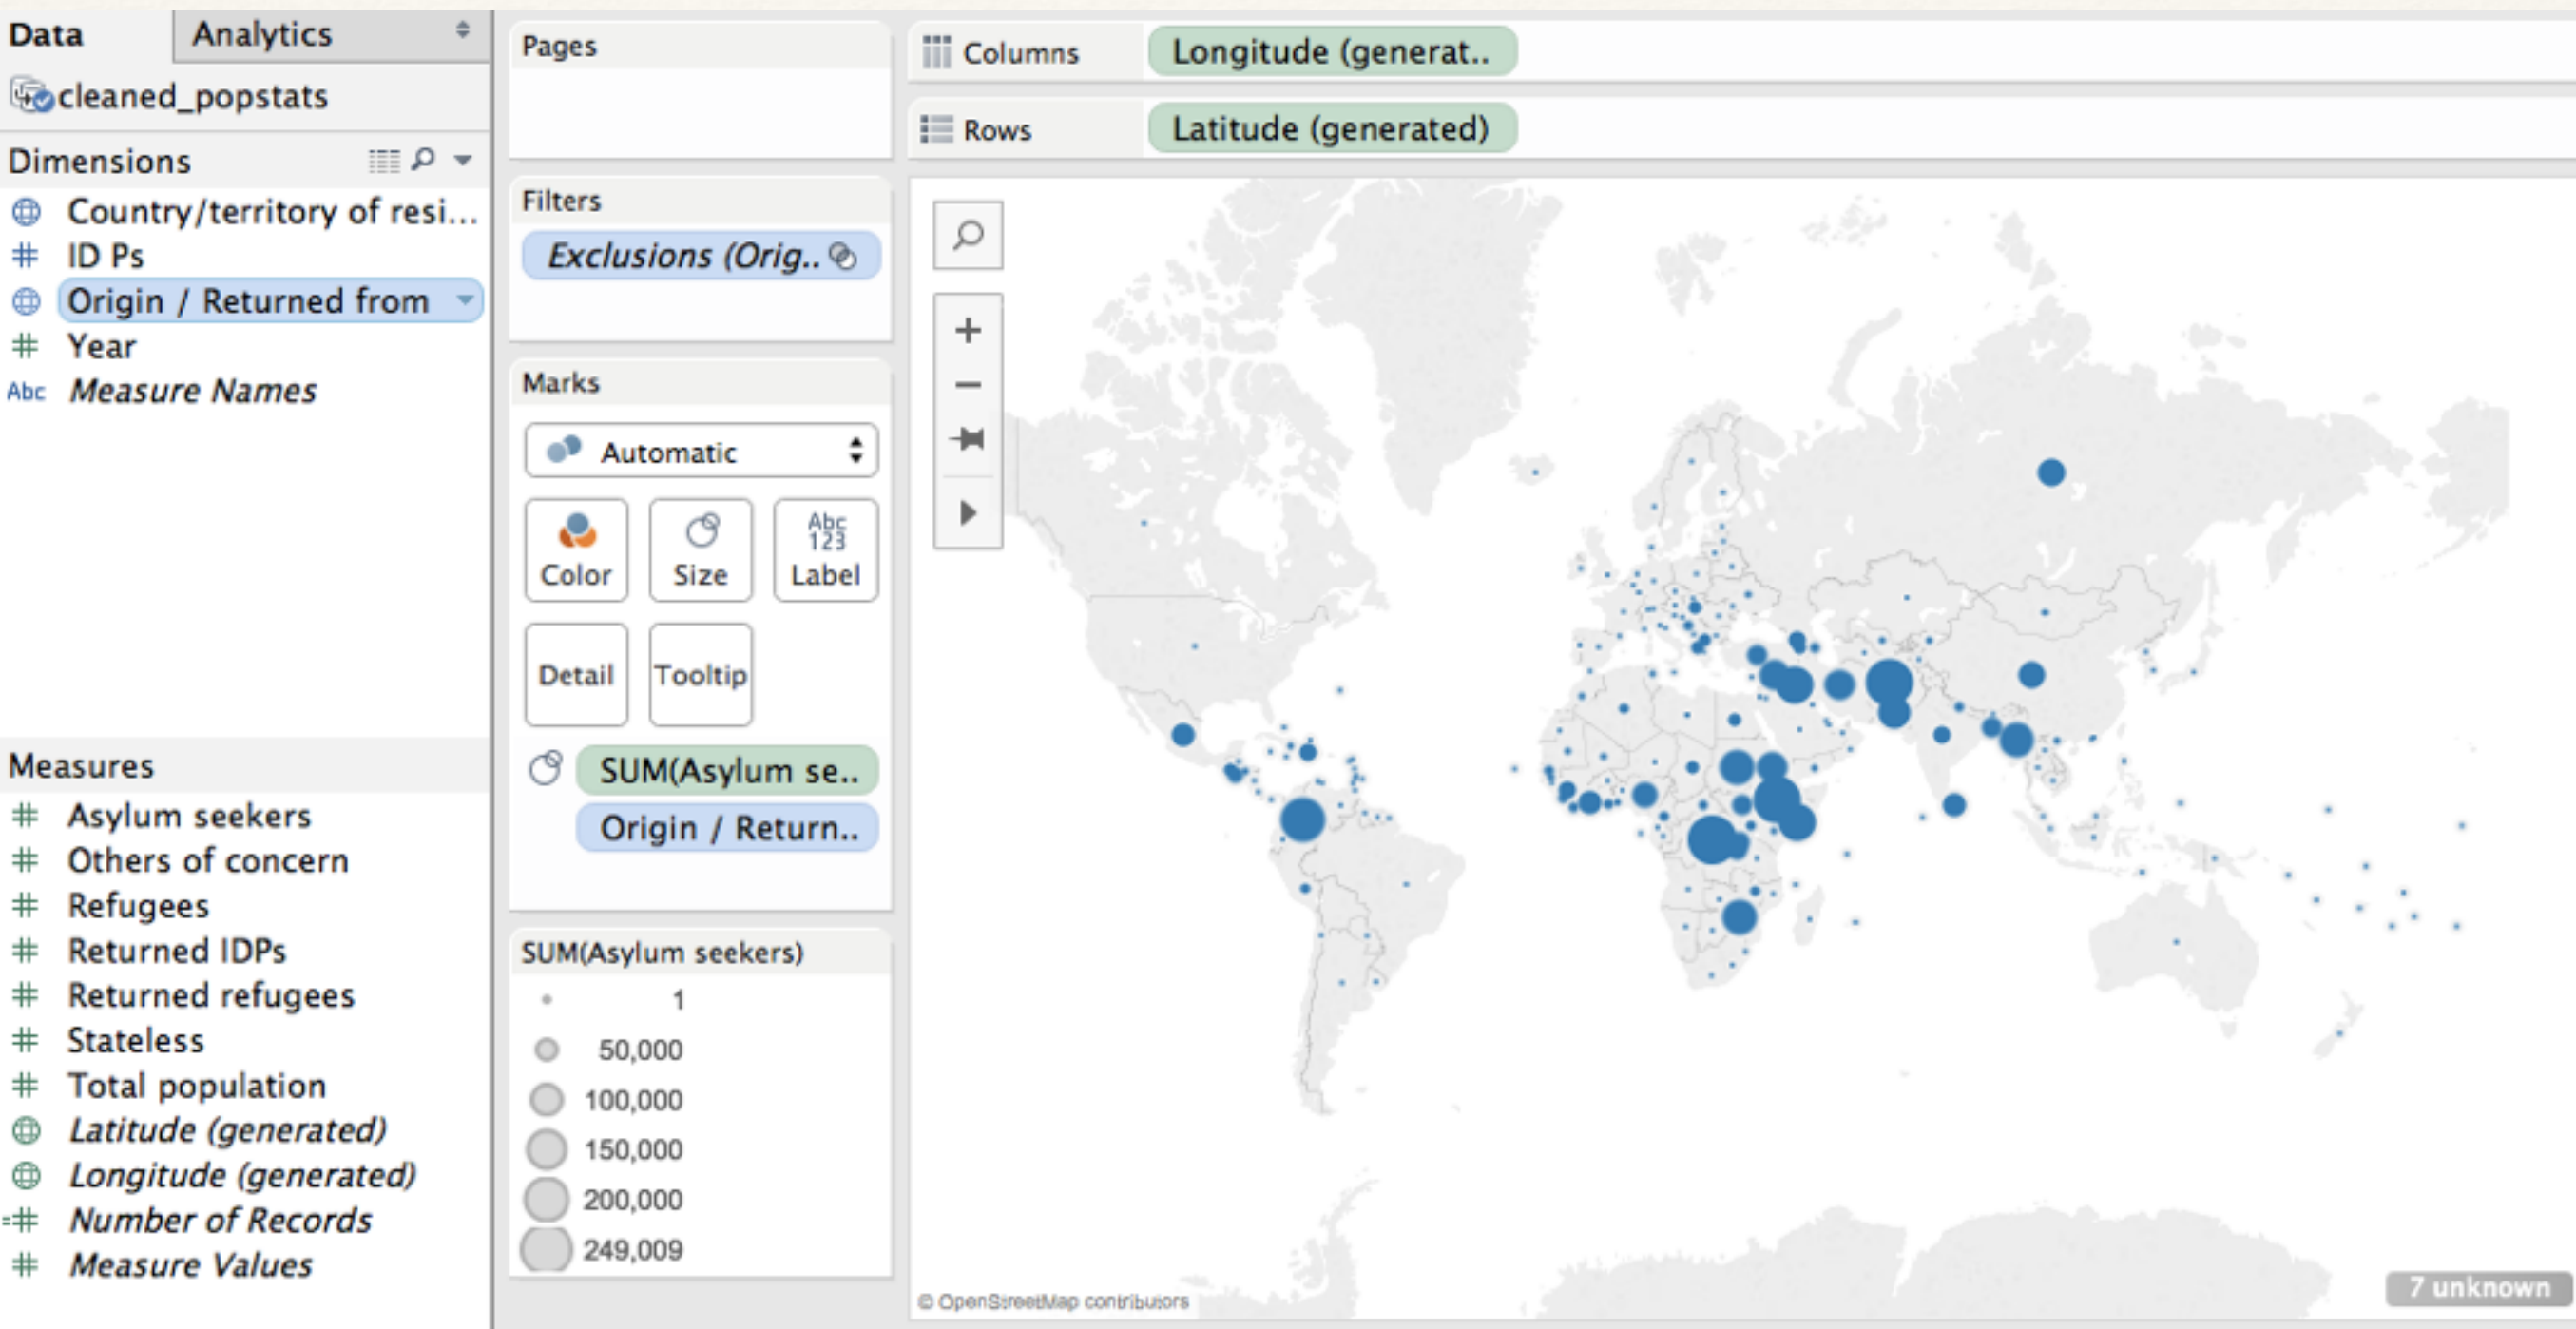 Data
Analytics
cleaned_popstats
Dimensions
Country/territory of resi...
ID Ps
Origin / Returned from
Year
Abc Measure Names
Measures
Asylum seekers
Others of concern
Refugees
Returned IDPs
Returned refugees
Stateless
Total population
Latitude (generated)
Longitude (generated)
=# Number of Records
Measure Values
Pages
Filters
Exclusions (Orig..
Marks
Automatic
Color
Size
Abc
123
Label
Detail
Tooltip
SUM(Asylum se..
Origin / Return..
SUM(Asylum seekers)
1
50,000
100,000
150,000
200,000
249,009
Columns
Longitude (generat..
Rows
Latitude (generated)
© OpenStreetMap contributors
7 unknown